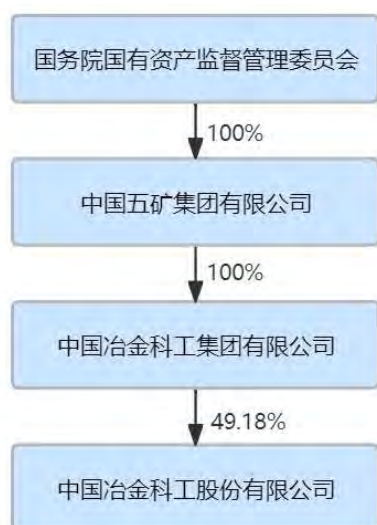 国务院国有资产监督管理委员会
100%
中国五矿集团有限公司
100%
中国冶金科工集团有限公司
49.18%
中国冶金科工股份有限公司